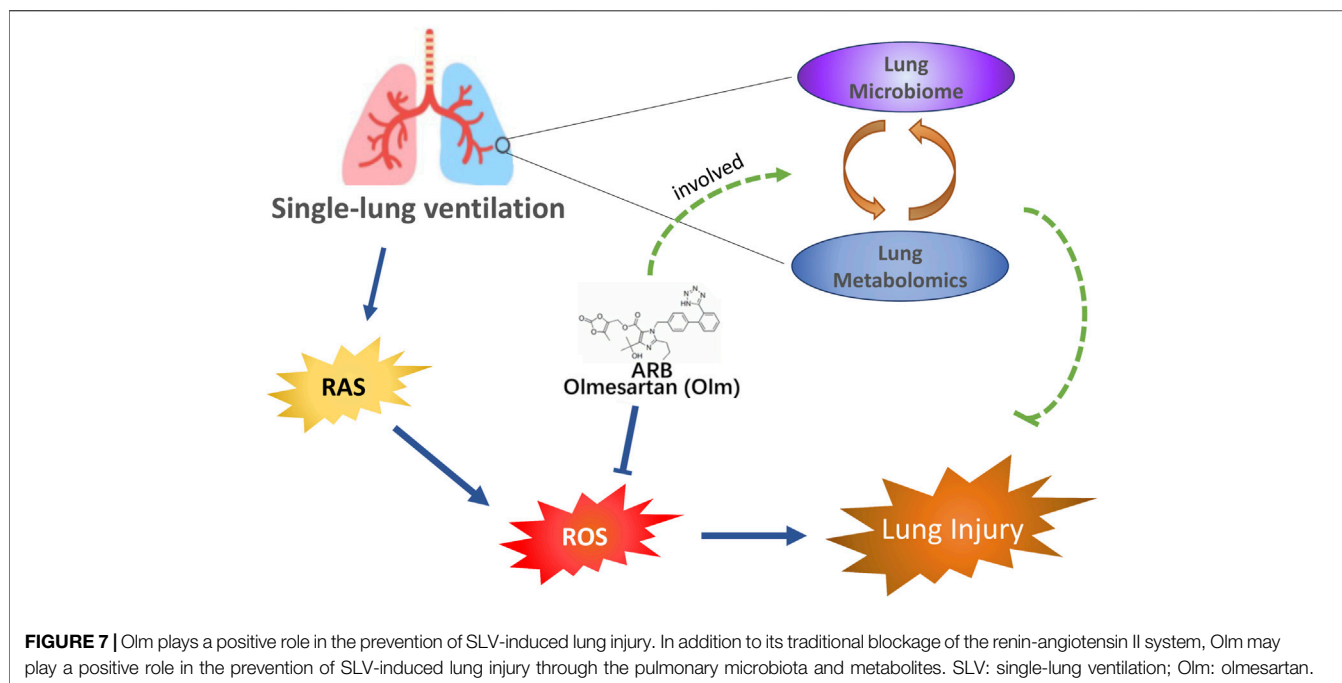 Lung
Microbiome
involved
Single-lung ventilation
Lung
Metabolomics
N=N
HN N
O
O
O
O
O
N
N
OH
ARB
Olmesartan (Olm)
RAS
ROS
Lung Injury
FIGURE 7 | Olm plays a positive role in the prevention of SLV-induced lung injury. In addition to its traditional blockage of the renin-angiotensin II system, Olm may
play a positive role in the prevention of SLV-induced lung injury through the pulmonary microbiota and metabolites. SLV: single-lung ventilation; Olm: olmesartan.